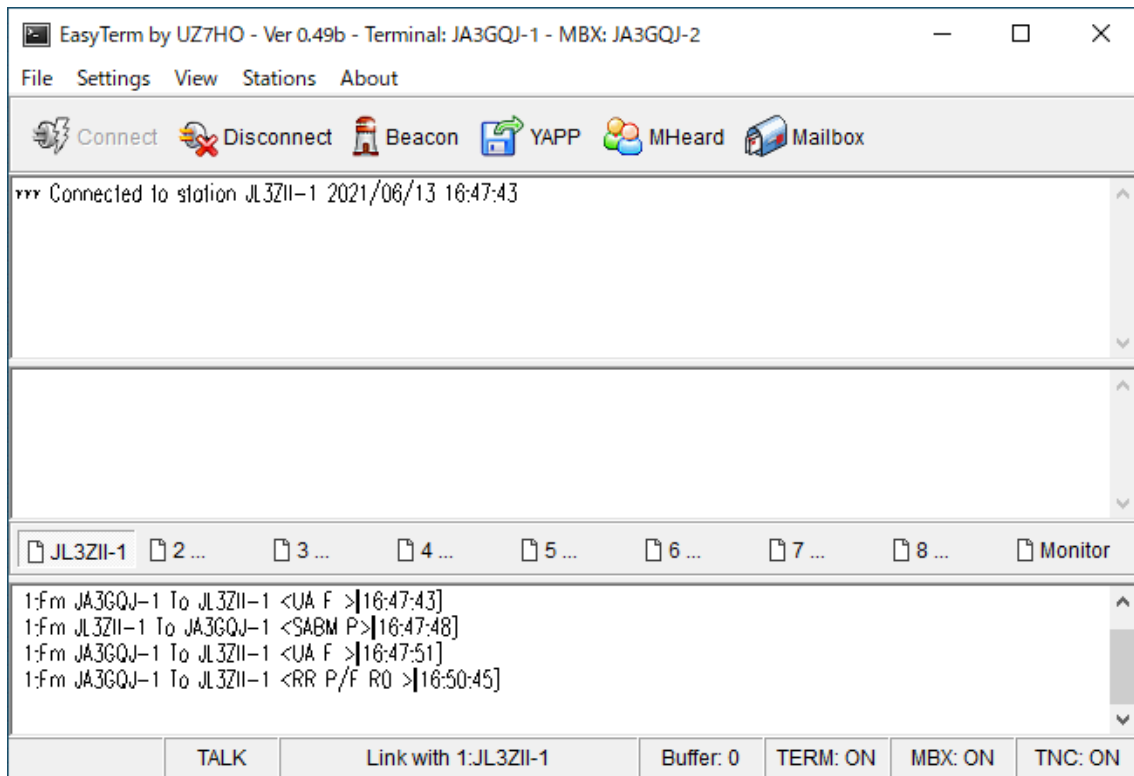 EasyTerm by UZ7HO - Ver 0.49b - Terminal: JA3GQJ-1 - MBX: JA3GQJ-2
File Settings View Stations About
Connect Disconnect Beacon YAPP MHeard Mailbox
*** Connected to station JL3ZII-1 2021/06/13 16:47:43
JL3ZII-1 2 ... 3 ... 4 ... 5 ... 6 ... 7 ... 8 ... Monitor
1:Fm JA3GQJ-1 To JL3ZII-1 <UA F >[16:47:43]
1:Fm JL3ZII-1 To JA3GQJ-1 <SABM P>[16:47:48]
1:Fm JA3GQJ-1 To JL3ZII-1 <UA F >[16:47:51]
1:Fm JA3GQJ-1 To JL3ZII-1 <RR P/F R0 >[16:50:45]
TALK Link with 1:JL3ZII-1 Buffer: 0 TERM: ON MBX: ON TNC: ON